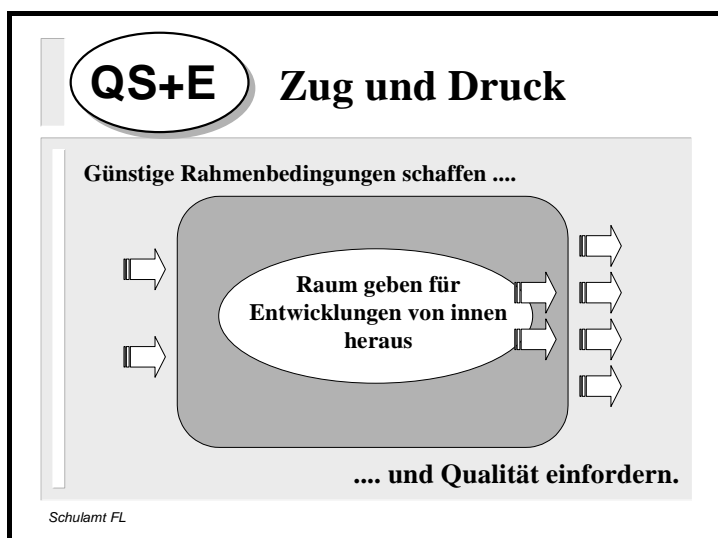 QS+E
Zug und Druck
Günstige Rahmenbedingungen schaffen ....
Raum geben für
Entwicklungen von innen
heraus
.... und Qualität einfordern.
Schulamt FL